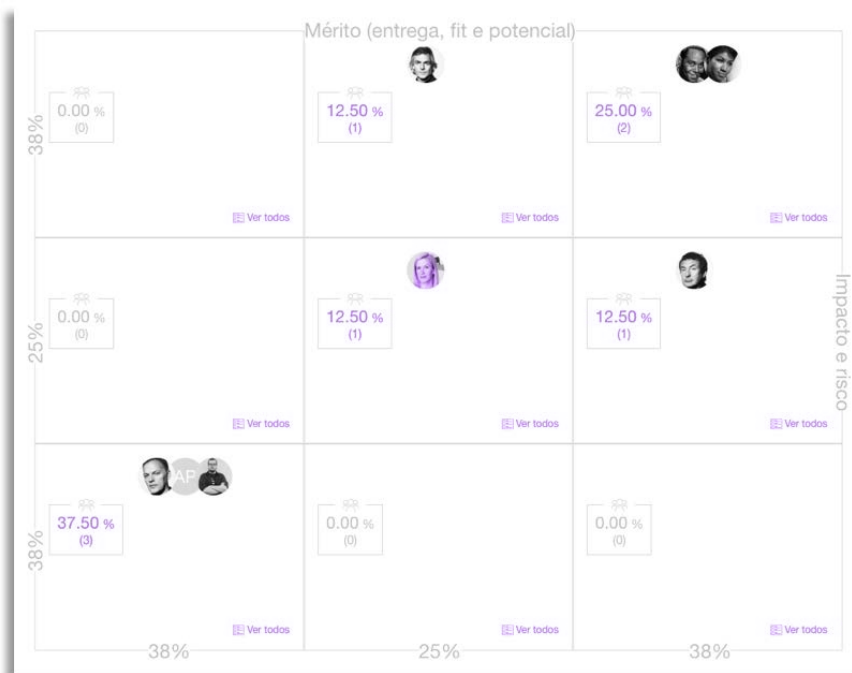 Mérito (entrega, fit e potencial)
38%
0.00 %
(0)
Ver todos
12.50 %
(1)
Ver todos
25.00 %
(2)
Ver todos
25%
0.00 %
(0)
Ver todos
12.50 %
(1)
Ver todos
12.50 %
(1)
Ver todos
Impacto e risco
38%
AP
37.50 %
(3)
Ver todos
0.00 %
(0)
Ver todos
0.00 %
(0)
Ver todos
38%
25%
38%